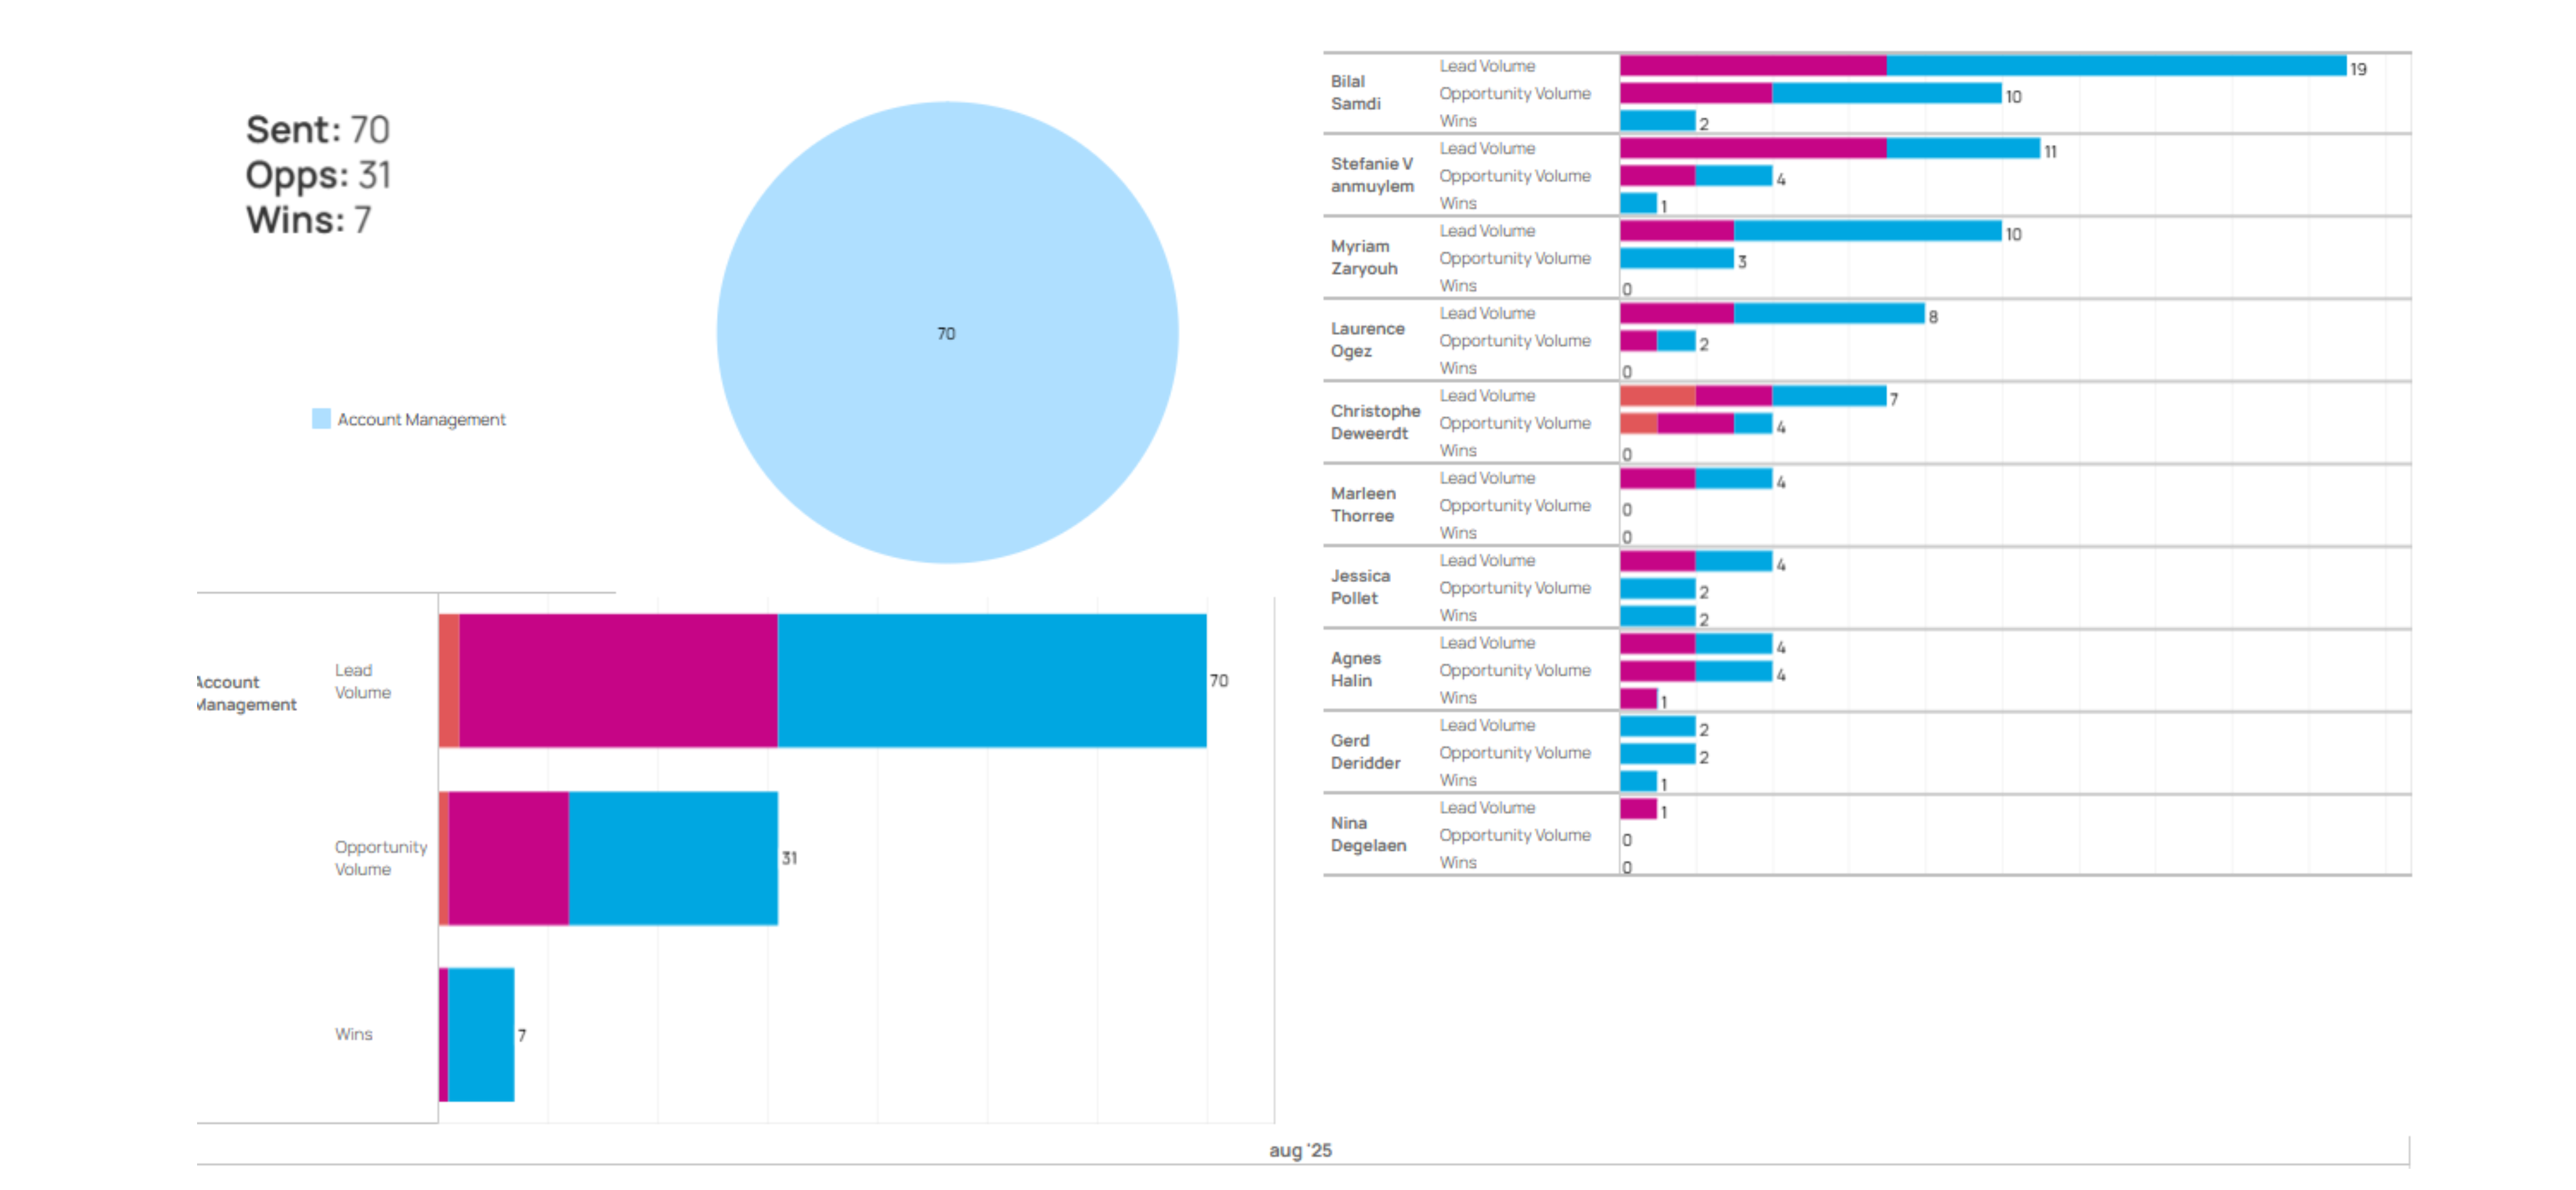 Sent: 70
Opps: 31
Wins: 7
70
Account Management
Account
Management
Lead
Volume
70
Opportunity
Volume
31
Wins
7
Bilal
Samdi
Lead Volume
19
Opportunity Volume
10
Wins
2
Stefanie V
anmuylem
Lead Volume
11
Opportunity Volume
4
Wins
1
Myriam
Zaryouh
Lead Volume
10
Opportunity Volume
3
Wins
0
Laurence
Ogez
Lead Volume
8
Opportunity Volume
2
Wins
0
Christophe
Deweerdt
Lead Volume
7
Opportunity Volume
4
Wins
0
Marleen
Thorree
Lead Volume
4
Opportunity Volume
0
Wins
0
Jessica
Pollet
Lead Volume
4
Opportunity Volume
2
Wins
2
Agnes
Halin
Lead Volume
4
Opportunity Volume
4
Wins
1
Gerd
Deridder
Lead Volume
2
Opportunity Volume
2
Wins
1
Nina
Degelaen
Lead Volume
1
Opportunity Volume
0
Wins
0
aug '25